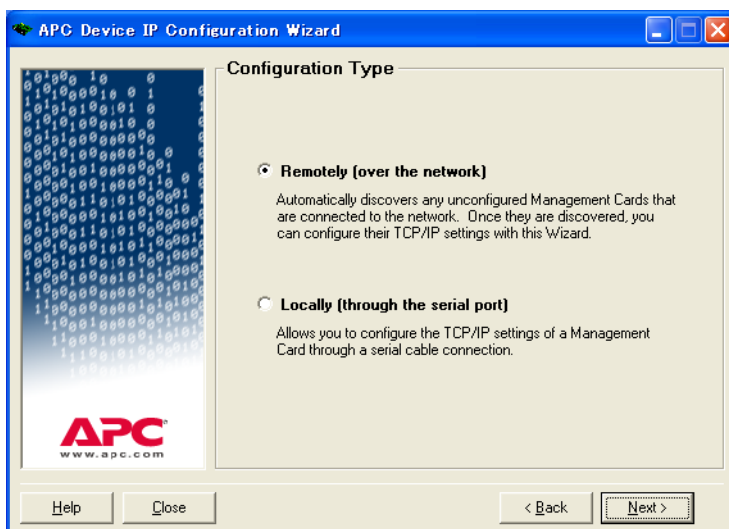 APC Device IP Configuration Wizard
Configuration Type
Remotely (over the network)
Automatically discovers any unconfigured Management Cards that
are connected to the network. Once they are discovered, you
can configure their TCP/IP settings with this Wizard.
Locally (through the serial port)
Allows you to configure the TCP/IP settings of a Management
Card through a serial cable connection.
APC
www.apc.com
Help
Close
< Back
Next >